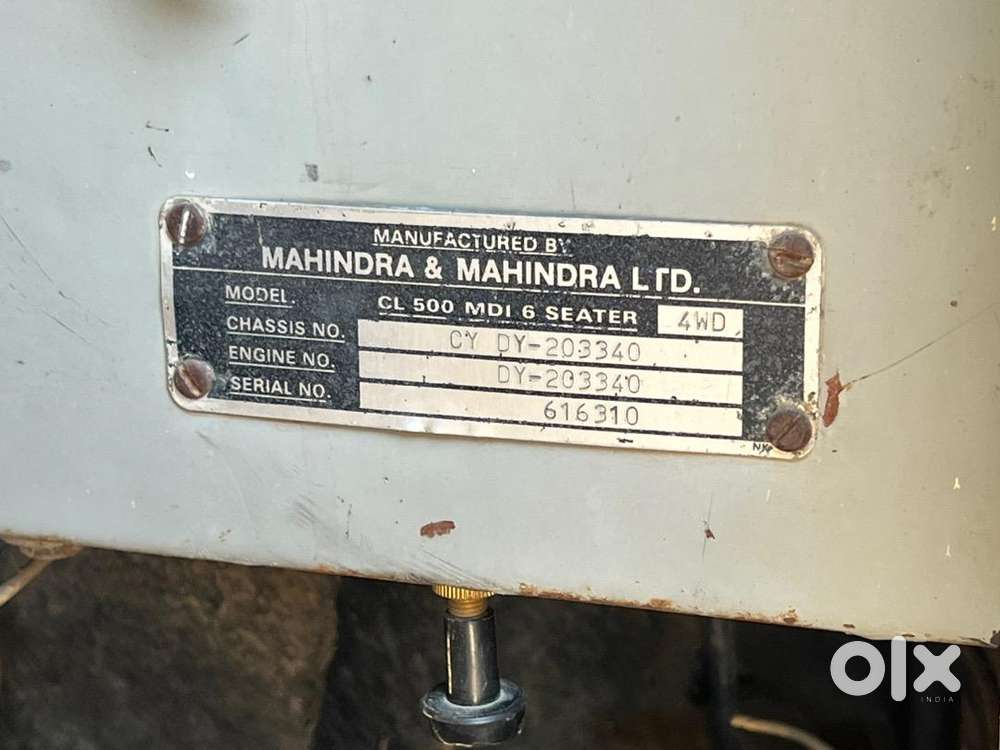 MANUFACTURED BY
MAHINDRA & MAHINDRA LTD.
MODEL. CL 500 MDI 6 SEATER 4WD
CHASSIS NO. CY DY-203340
ENGINE NO. DY-203340
SERIAL NO. 616310
olx
INDIA